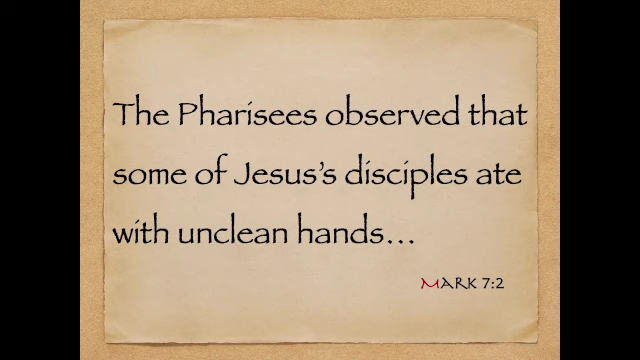 The Pharisees observed that
some of Jesus's disciples ate
with unclean hands…
Mark 7:2